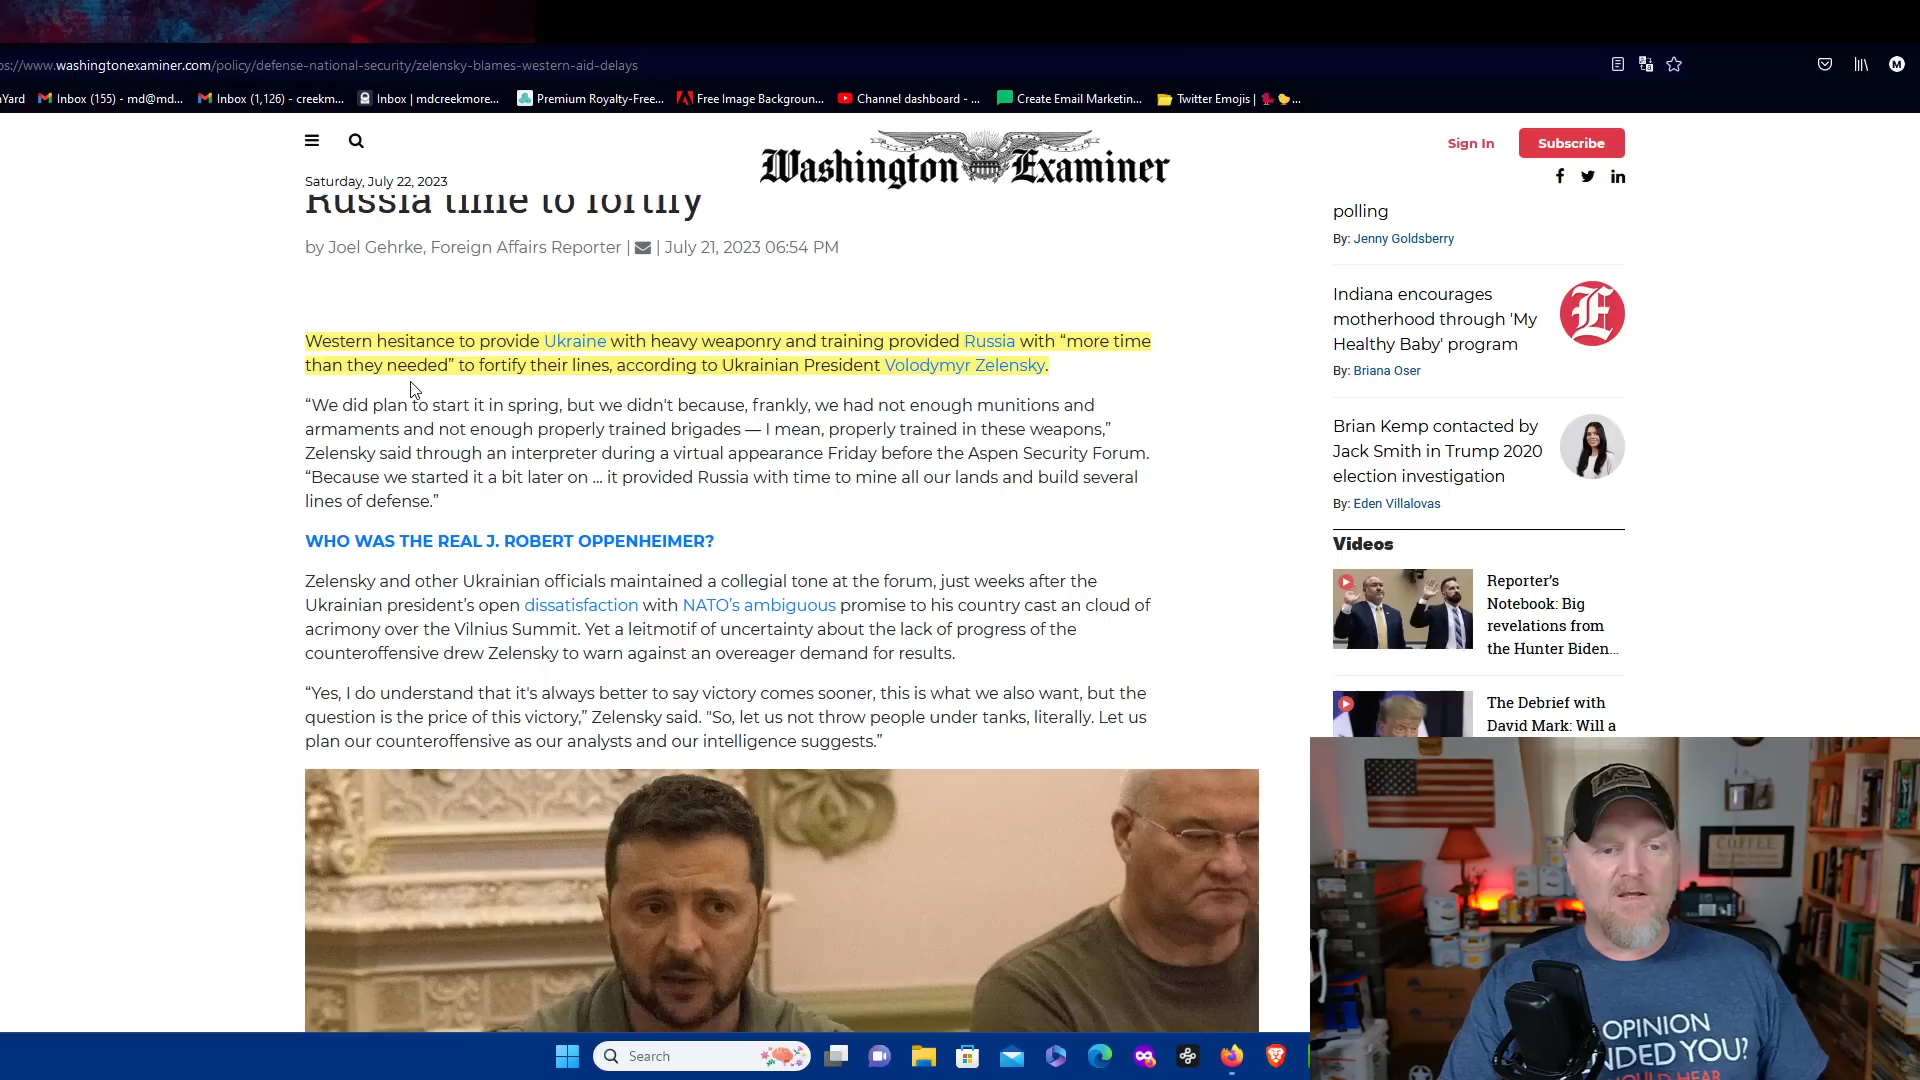 ps://www.washingtonexaminer.com/policy/defense-national-security/zelensky-blames-western-aid-delays
M
nYard
Inbox (155) - md@md...
Inbox (1,126) - creekm...
Inbox | mdcreekmore...
Premium Royalty-Free...
Free Image Backgroun...
Channel dashboard - ...
Create Email Marketin...
Twitter Emojis |
Washington Examiner
Sign In
Subscribe
Saturday, July 22, 2023
Russia time to fortify
by Joel Gehrke, Foreign Affairs Reporter | | July 21, 2023 06:54 PM
Western hesitance to provide Ukraine with heavy weaponry and training provided Russia with “more time
than they needed” to fortify their lines, according to Ukrainian President Volodymyr Zelensky.
“We did plan to start it in spring, but we didn't because, frankly, we had not enough munitions and
armaments and not enough properly trained brigades — I mean, properly trained in these weapons,”
Zelensky said through an interpreter during a virtual appearance Friday before the Aspen Security Forum.
“Because we started it a bit later on ... it provided Russia with time to mine all our lands and build several
lines of defense.”
WHO WAS THE REAL J. ROBERT OPPENHEIMER?
Zelensky and other Ukrainian officials maintained a collegial tone at the forum, just weeks after the
Ukrainian president’s open dissatisfaction with NATO’s ambiguous promise to his country cast an cloud of
acrimony over the Vilnius Summit. Yet a leitmotif of uncertainty about the lack of progress of the
counteroffensive drew Zelensky to warn against an overeager demand for results.
“Yes, I do understand that it's always better to say victory comes sooner, this is what we also want, but the
question is the price of this victory,” Zelensky said. "So, let us not throw people under tanks, literally. Let us
plan our counteroffensive as our analysts and our intelligence suggests.”
polling
By: Jenny Goldsberry
Indiana encourages
motherhood through 'My
Healthy Baby' program
By: Briana Oser
E
Brian Kemp contacted by
Jack Smith in Trump 2020
election investigation
By: Eden Villalovas
Videos
Reporter’s
Notebook: Big
revelations from
the Hunter Biden...
The Debrief with
David Mark: Will a
COFFEE
OPINION
NDED YOU?
OULD HEAR
Search